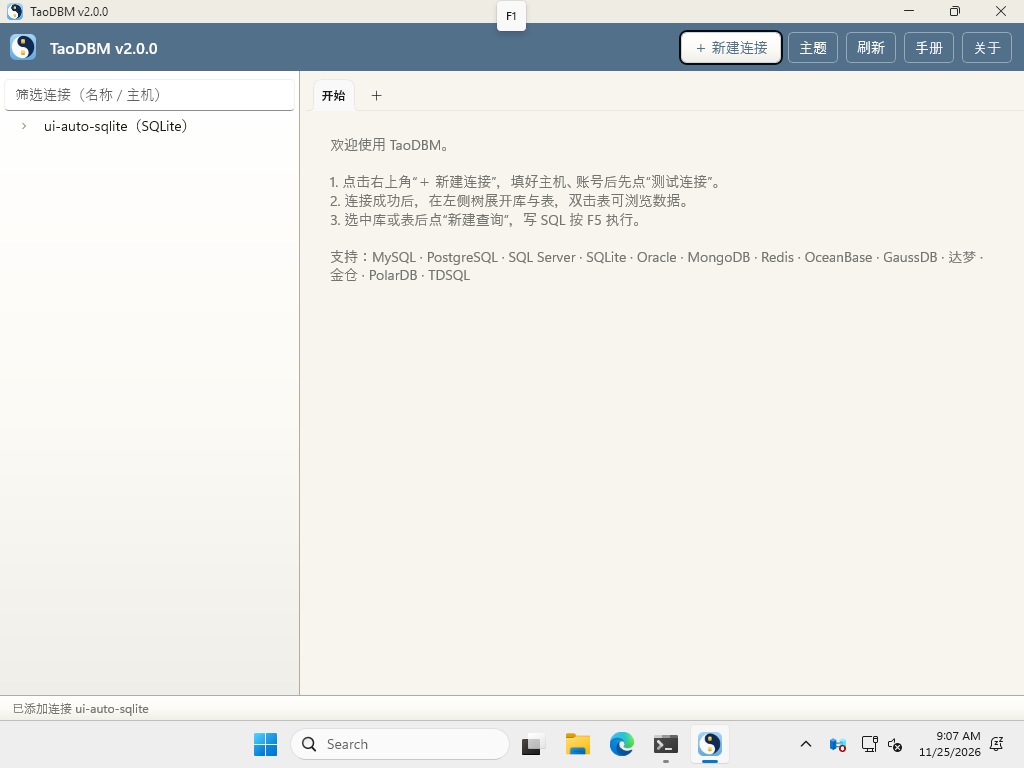 TaoDBM v2.0.0
F1
TaoDBM v2.0.0
＋ 新建连接
主题
刷新
手册
关于
筛选连接（名称 / 主机）
ui-auto-sqlite（SQLite）
开始
欢迎使用 TaoDBM。
1. 点击右上角“＋ 新建连接”，填好主机、账号后先点“测试连接”。
2. 连接成功后，在左侧树展开库与表，双击表可浏览数据。
3. 选中库或表后点“新建查询”，写 SQL 按 F5 执行。
支持：MySQL · PostgreSQL · SQL Server · SQLite · Oracle · MongoDB · Redis · OceanBase · GaussDB · 达梦 ·
金仓 · PolarDB · TDSQL
已添加连接 ui-auto-sqlite
Search
9:07 AM
11/25/2026